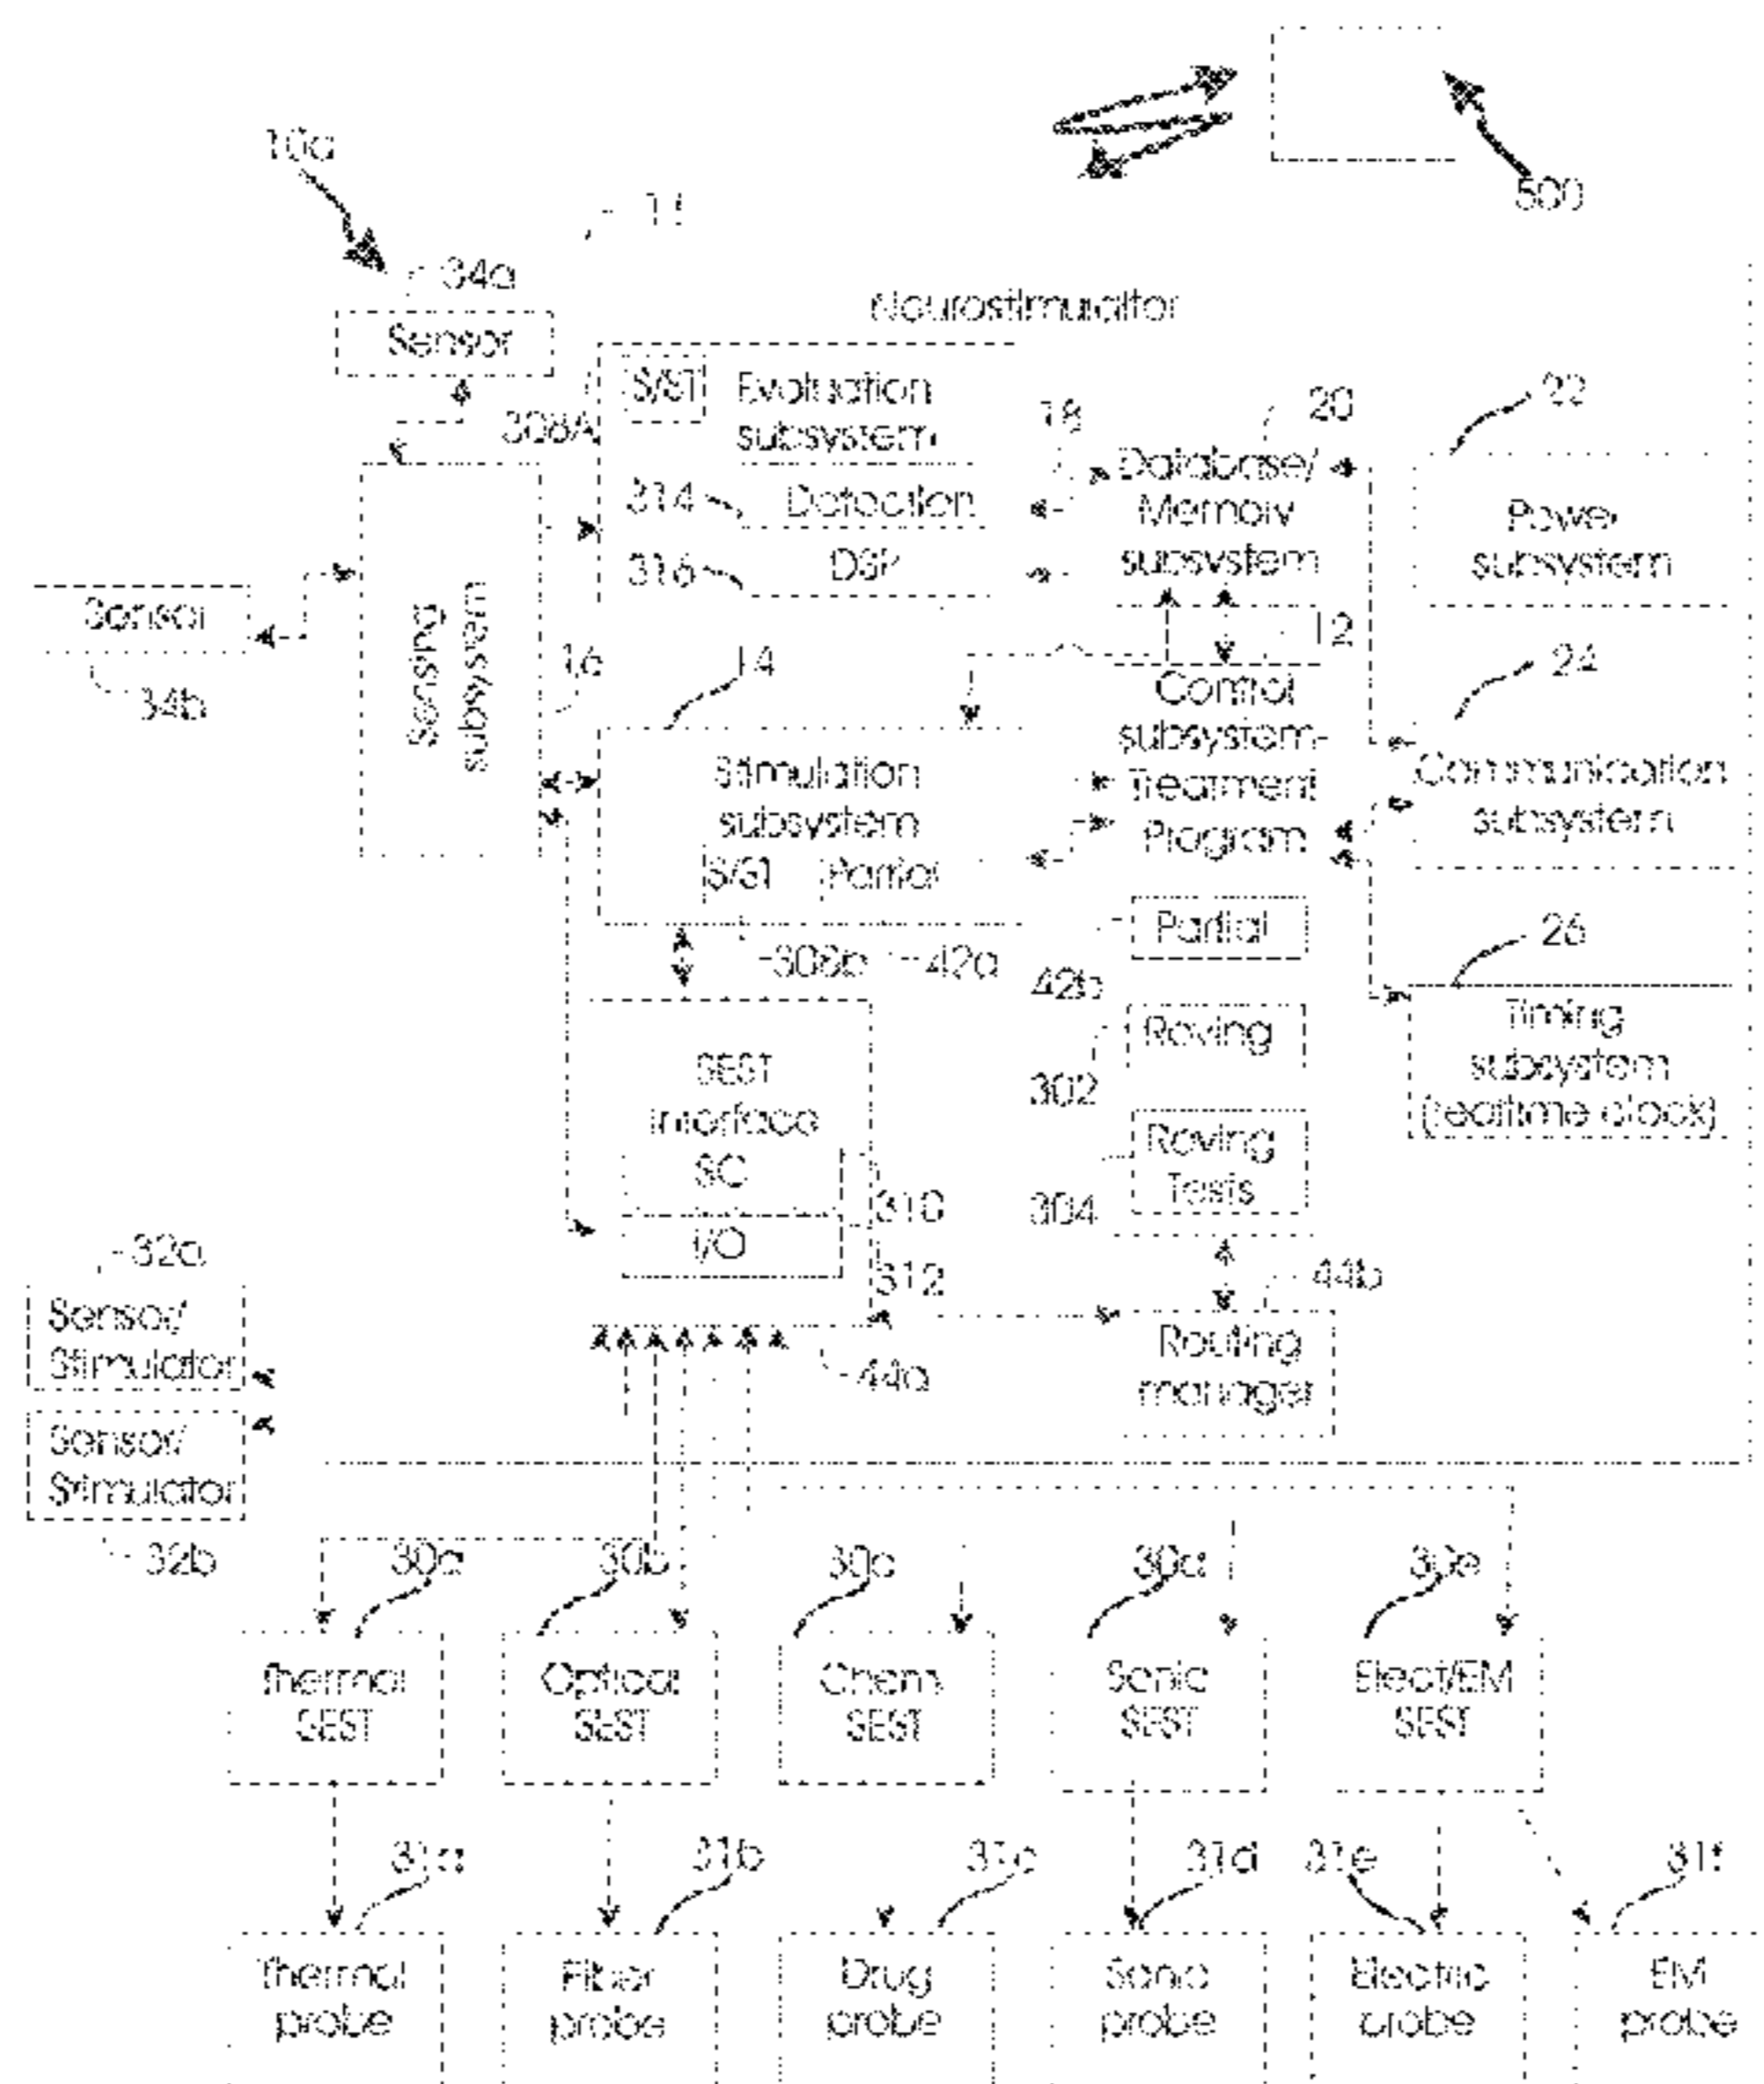 10a
500
11
34a
Neurostimulator
Sensor
S/ST
Evaluation
subsystem
308A
18
20
22
Database/
Memory
subsystem
314
Detection
316
DSP
Power
subsystem
Sensor
34b
Sensing
subsystem
16
14
12
24
Control
subsystem-
Treatment
Program
Stimulation
subsystem
S/ST
Partial
Communication
subsystem
308b
42a
Partial
42b
26
Roving
302
Timing
subsystem
(realtime clock)
SEST
Interface
SC
310
I/O
312
Roving
Tests
304
44b
32a
Sensor/
Stimulator
Sensor/
Stimulator
32b
44a
Routing
manager
30a
30b
30c
30d
30e
Thermal
SEST
Optical
SEST
Chem
SEST
Sonic
SEST
Elect/EM
SEST
31a
31b
31c
31d
31e
31f
Thermal
probe
Fiber
probe
Drug
probe
Sonic
probe
Electric
probe
EM
probe